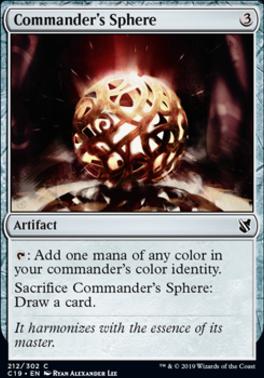 Commander's Sphere 3
Artifact
: Add one mana of any color in
your commander's color identity.
Sacrifice Commander's Sphere:
Draw a card.
It harmonizes with the essence of its
master.
212/302 C
C19 • EN Ryan Alexander Lee
™ & © 2019 Wizards of the Coast